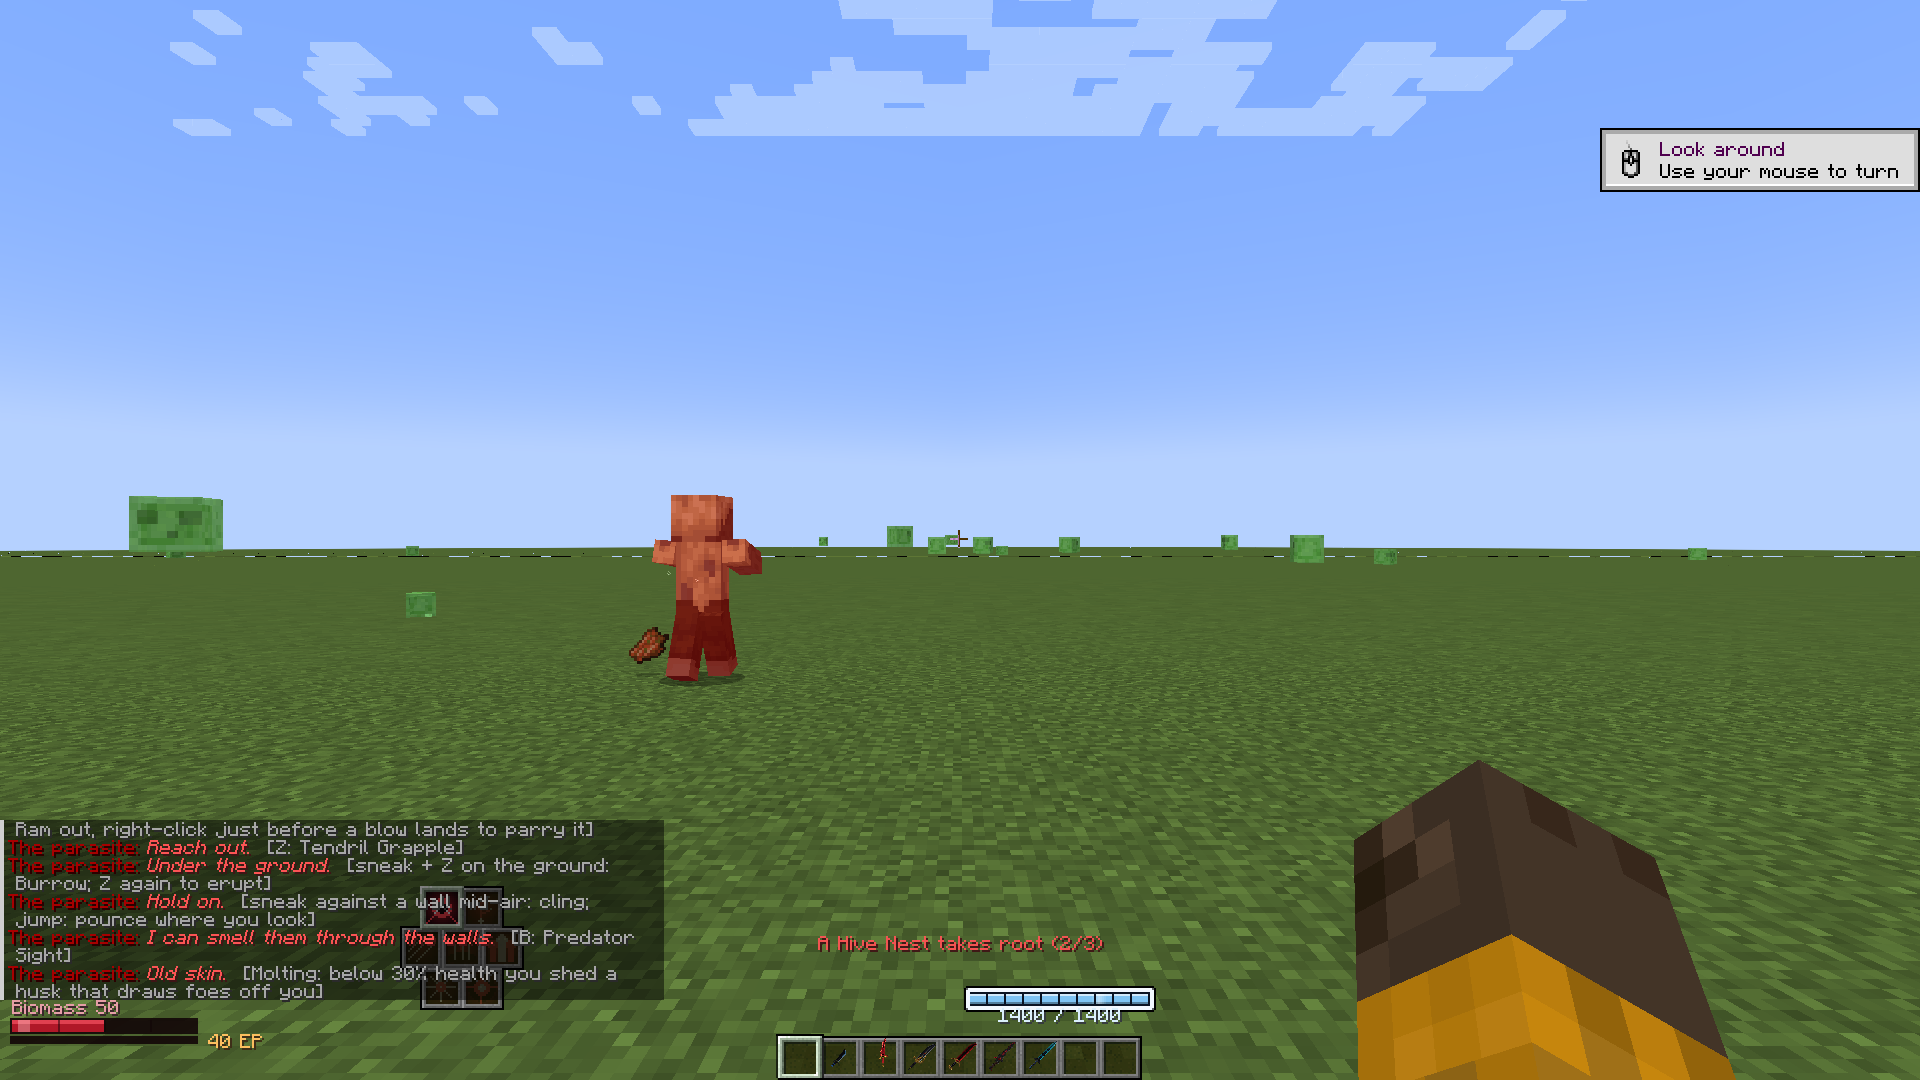 Look around
Use your mouse to turn
Ram out, right-click just before a blow lands to parry it]
The parasite: Reach out. [Z: Tendril Grapple]
The parasite: Under the ground. [sneak + Z on the ground:
Burrow; Z again to erupt]
The parasite: Hold on. [sneak against a wall mid-air: cling;
jump: pounce where you look]
The parasite: I can smell them through the walls. [B: Predator
Sight]
The parasite: Old skin. [Molting: below 30% health you shed a
husk that draws foes off you]
Biomass 50
40 EP
A Hive Nest takes root (2/3)
1400 / 1400